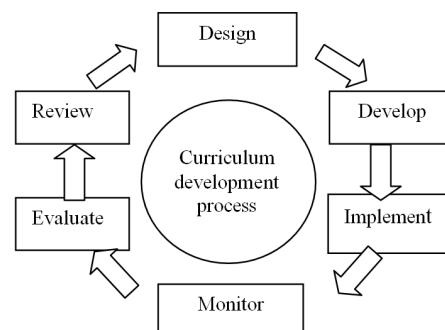 Design
Review
Develop
Curriculum
development
process
Evaluate
Implement
Monitor